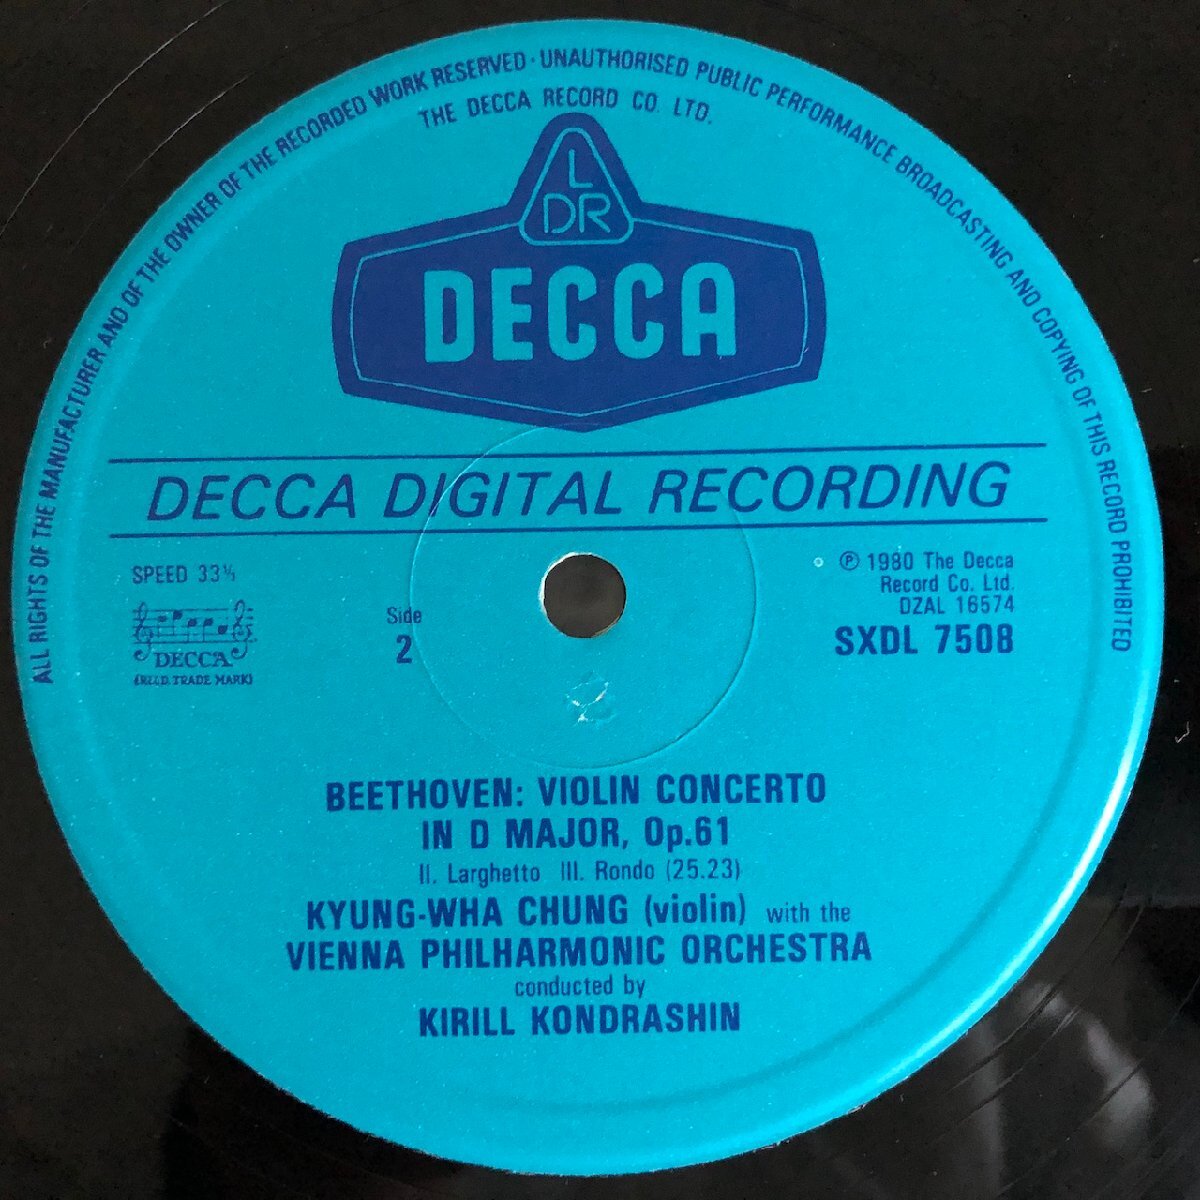 ALL RIGHTS OF THE MANUFACTURER AND OF THE OWNER OF THE RECORDED WORK RESERVED · UNAUTHORISED PUBLIC PERFORMANCE BROADCASTING AND COPYING OF THIS RECORD PROHIBITED
THE DECCA RECORD CO. LTD.
L
DR
DECCA
DECCA DIGITAL RECORDING
SPEED 33⅓
DECCA
(REGD. TRADE MARK)
Side
2
℗ 1980 The Decca
Record Co. Ltd.
DZAL 16574
SXDL 7508
BEETHOVEN: VIOLIN CONCERTO
IN D MAJOR, Op.61
II. Larghetto III. Rondo (25.23)
KYUNG-WHA CHUNG (violin) with the
VIENNA PHILHARMONIC ORCHESTRA
conducted by
KIRILL KONDRASHIN